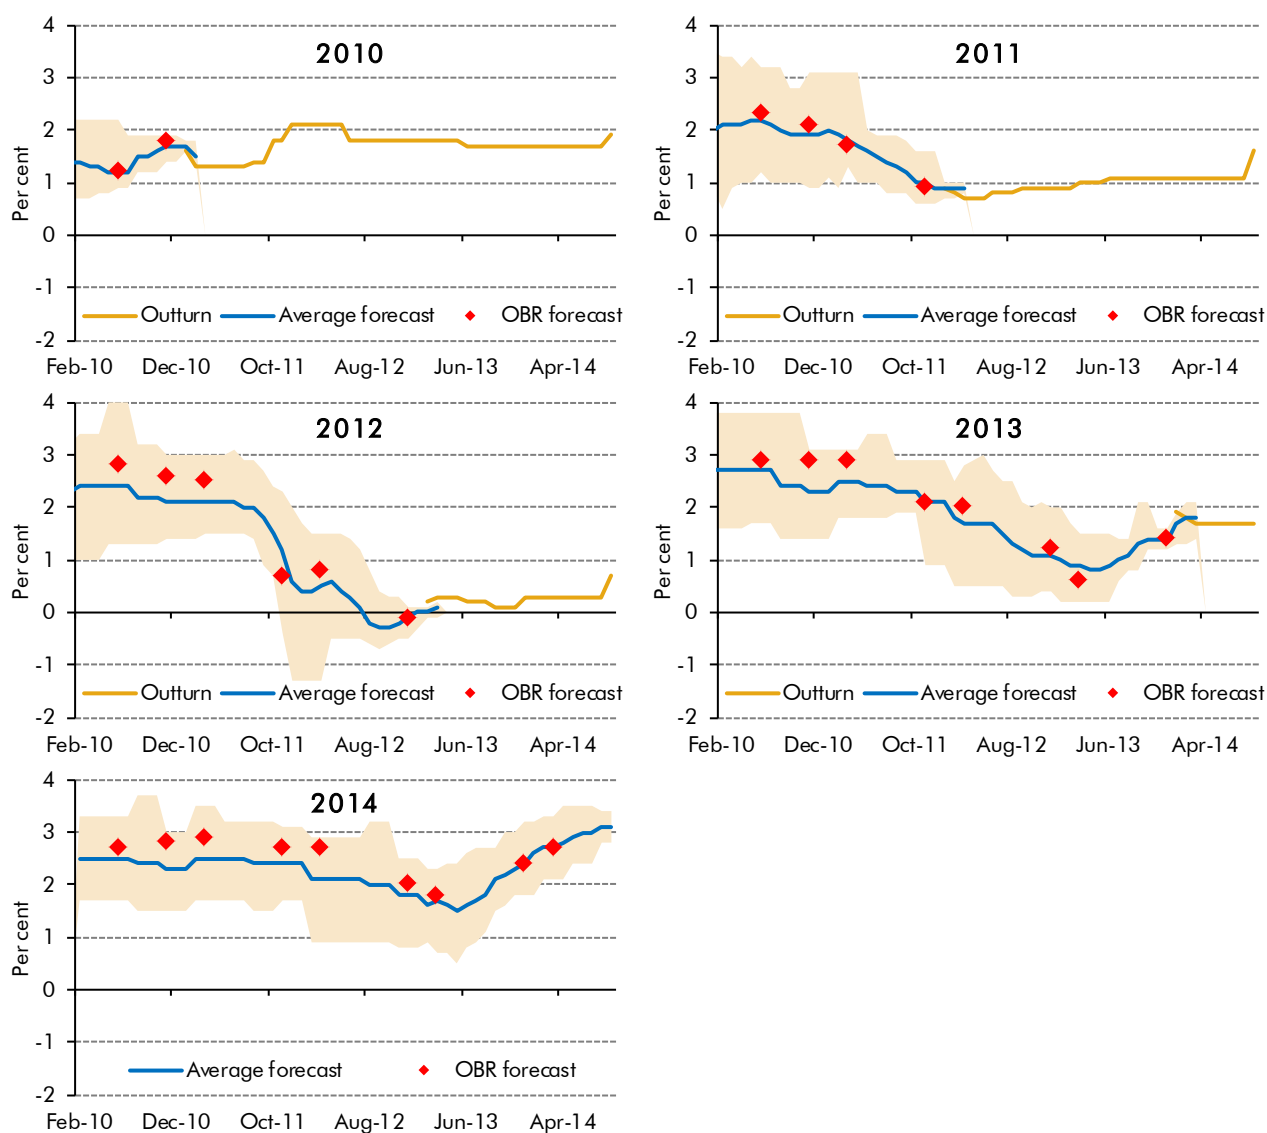 2010
4
3
2
1
0
-1
-2
Per cent
Outturn Average forecast OBR forecast
Feb-10 Dec-10 Oct-11 Aug-12 Jun-13 Apr-14
2011
4
3
2
1
0
-1
-2
Per cent
Outturn Average forecast OBR forecast
Feb-10 Dec-10 Oct-11 Aug-12 Jun-13 Apr-14
2012
4
3
2
1
0
-1
-2
Per cent
Outturn Average forecast OBR forecast
Feb-10 Dec-10 Oct-11 Aug-12 Jun-13 Apr-14
2013
4
3
2
1
0
-1
-2
Per cent
Outturn Average forecast OBR forecast
Feb-10 Dec-10 Oct-11 Aug-12 Jun-13 Apr-14
2014
4
3
2
1
0
-1
-2
Per cent
Average forecast OBR forecast
Feb-10 Dec-10 Oct-11 Aug-12 Jun-13 Apr-14